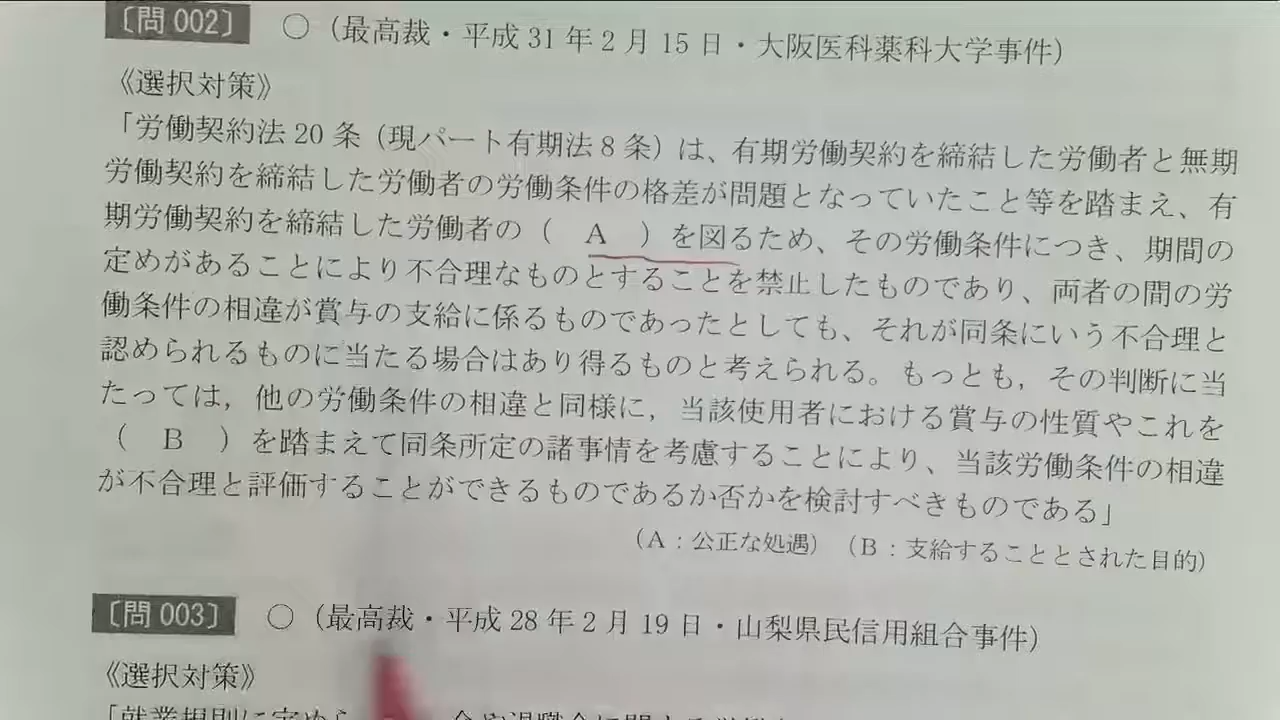 〔問 002〕 ○（最高裁・平成 31 年 2 月 15 日・大阪医科薬科大学事件）
《選択対策》
「労働契約法 20 条（現パート有期法 8 条）は、有期労働契約を締結した労働者と無期
労働契約を締結した労働者の労働条件の格差が問題となっていたこと等を踏まえ、有
期労働契約を締結した労働者の（　A　）を図るため、その労働条件につき、期間の
定めがあることにより不合理なものとすることを禁止したものであり、両者の間の労
働条件の相違が賞与の支給に係るものであったとしても、それが同条にいう不合理と
認められるものに当たる場合はあり得るものと考えられる。もっとも，その判断に当
たっては，他の労働条件の相違と同様に，当該使用者における賞与の性質やこれを
（　B　）を踏まえて同条所定の諸事情を考慮することにより、当該労働条件の相違
が不合理と評価することができるものであるか否かを検討すべきものである」
（A：公正な処遇）（B：支給することとされた目的）
〔問 003〕 ○（最高裁・平成 28 年 2 月 19 日・山梨県民信用組合事件）
《選択対策》
「就業規則に定め